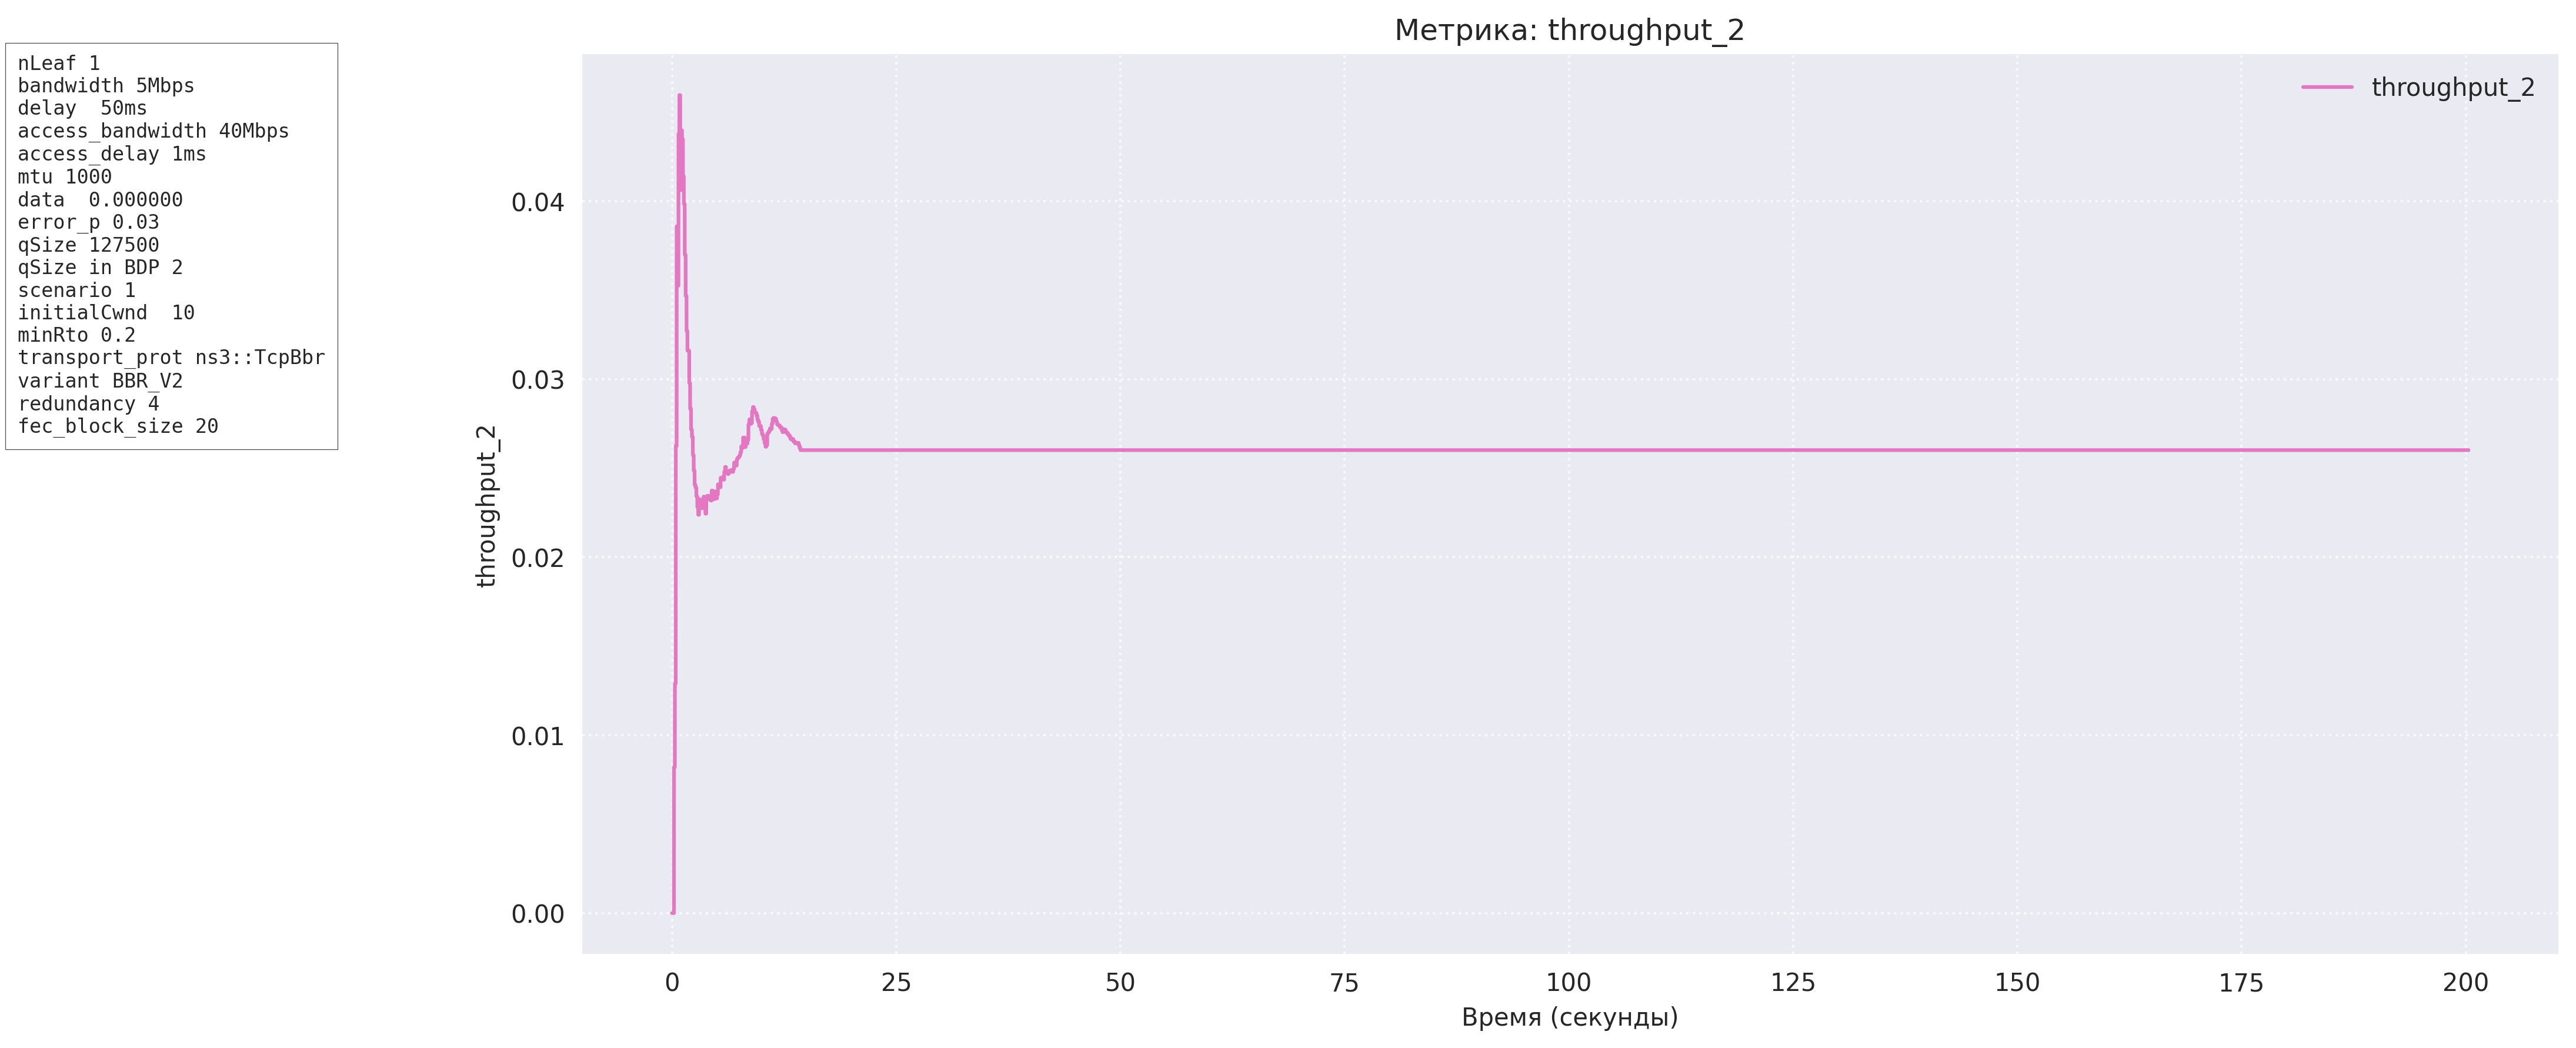 Метрика: throughput_2
nLeaf 1
bandwidth 5Mbps
delay  50ms
access_bandwidth 40Mbps
access_delay 1ms
mtu 1000
data  0.000000
error_p 0.03
qSize 127500
qSize in BDP 2
scenario 1
initialCwnd  10
minRto 0.2
transport_prot ns3::TcpBbr
variant BBR_V2
redundancy 4
fec_block_size 20
throughput_2
throughput_2
0.04
0.03
0.02
0.01
0.00
0 25 50 75 100 125 150 175 200
Время (секунды)